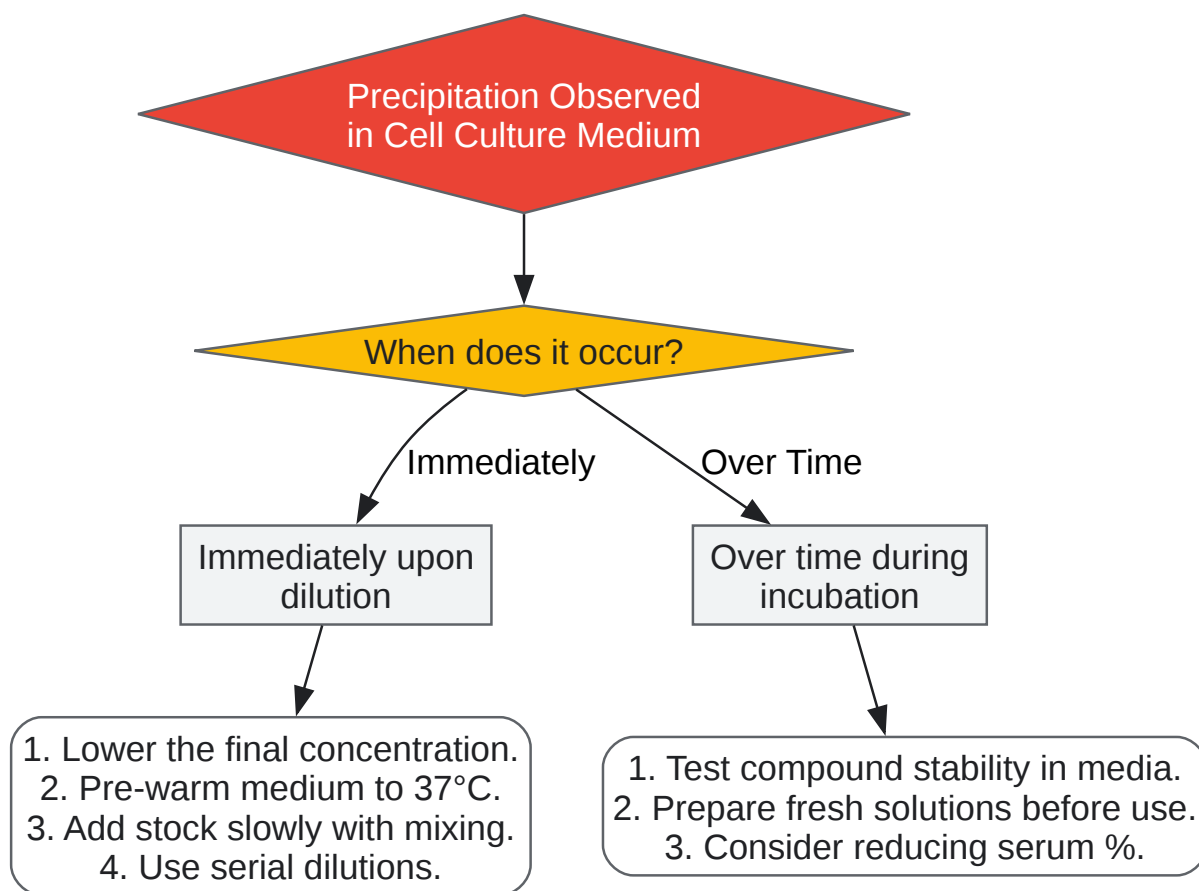 Precipitation Observed
in Cell Culture Medium
When does it occur?
Immediately
Over Time
Immediately upon
dilution
Over time during
incubation
1. Lower the final concentration.
2. Pre-warm medium to 37°C.
3. Add stock slowly with mixing.
4. Use serial dilutions.
1. Test compound stability in media.
2. Prepare fresh solutions before use.
3. Consider reducing serum %.